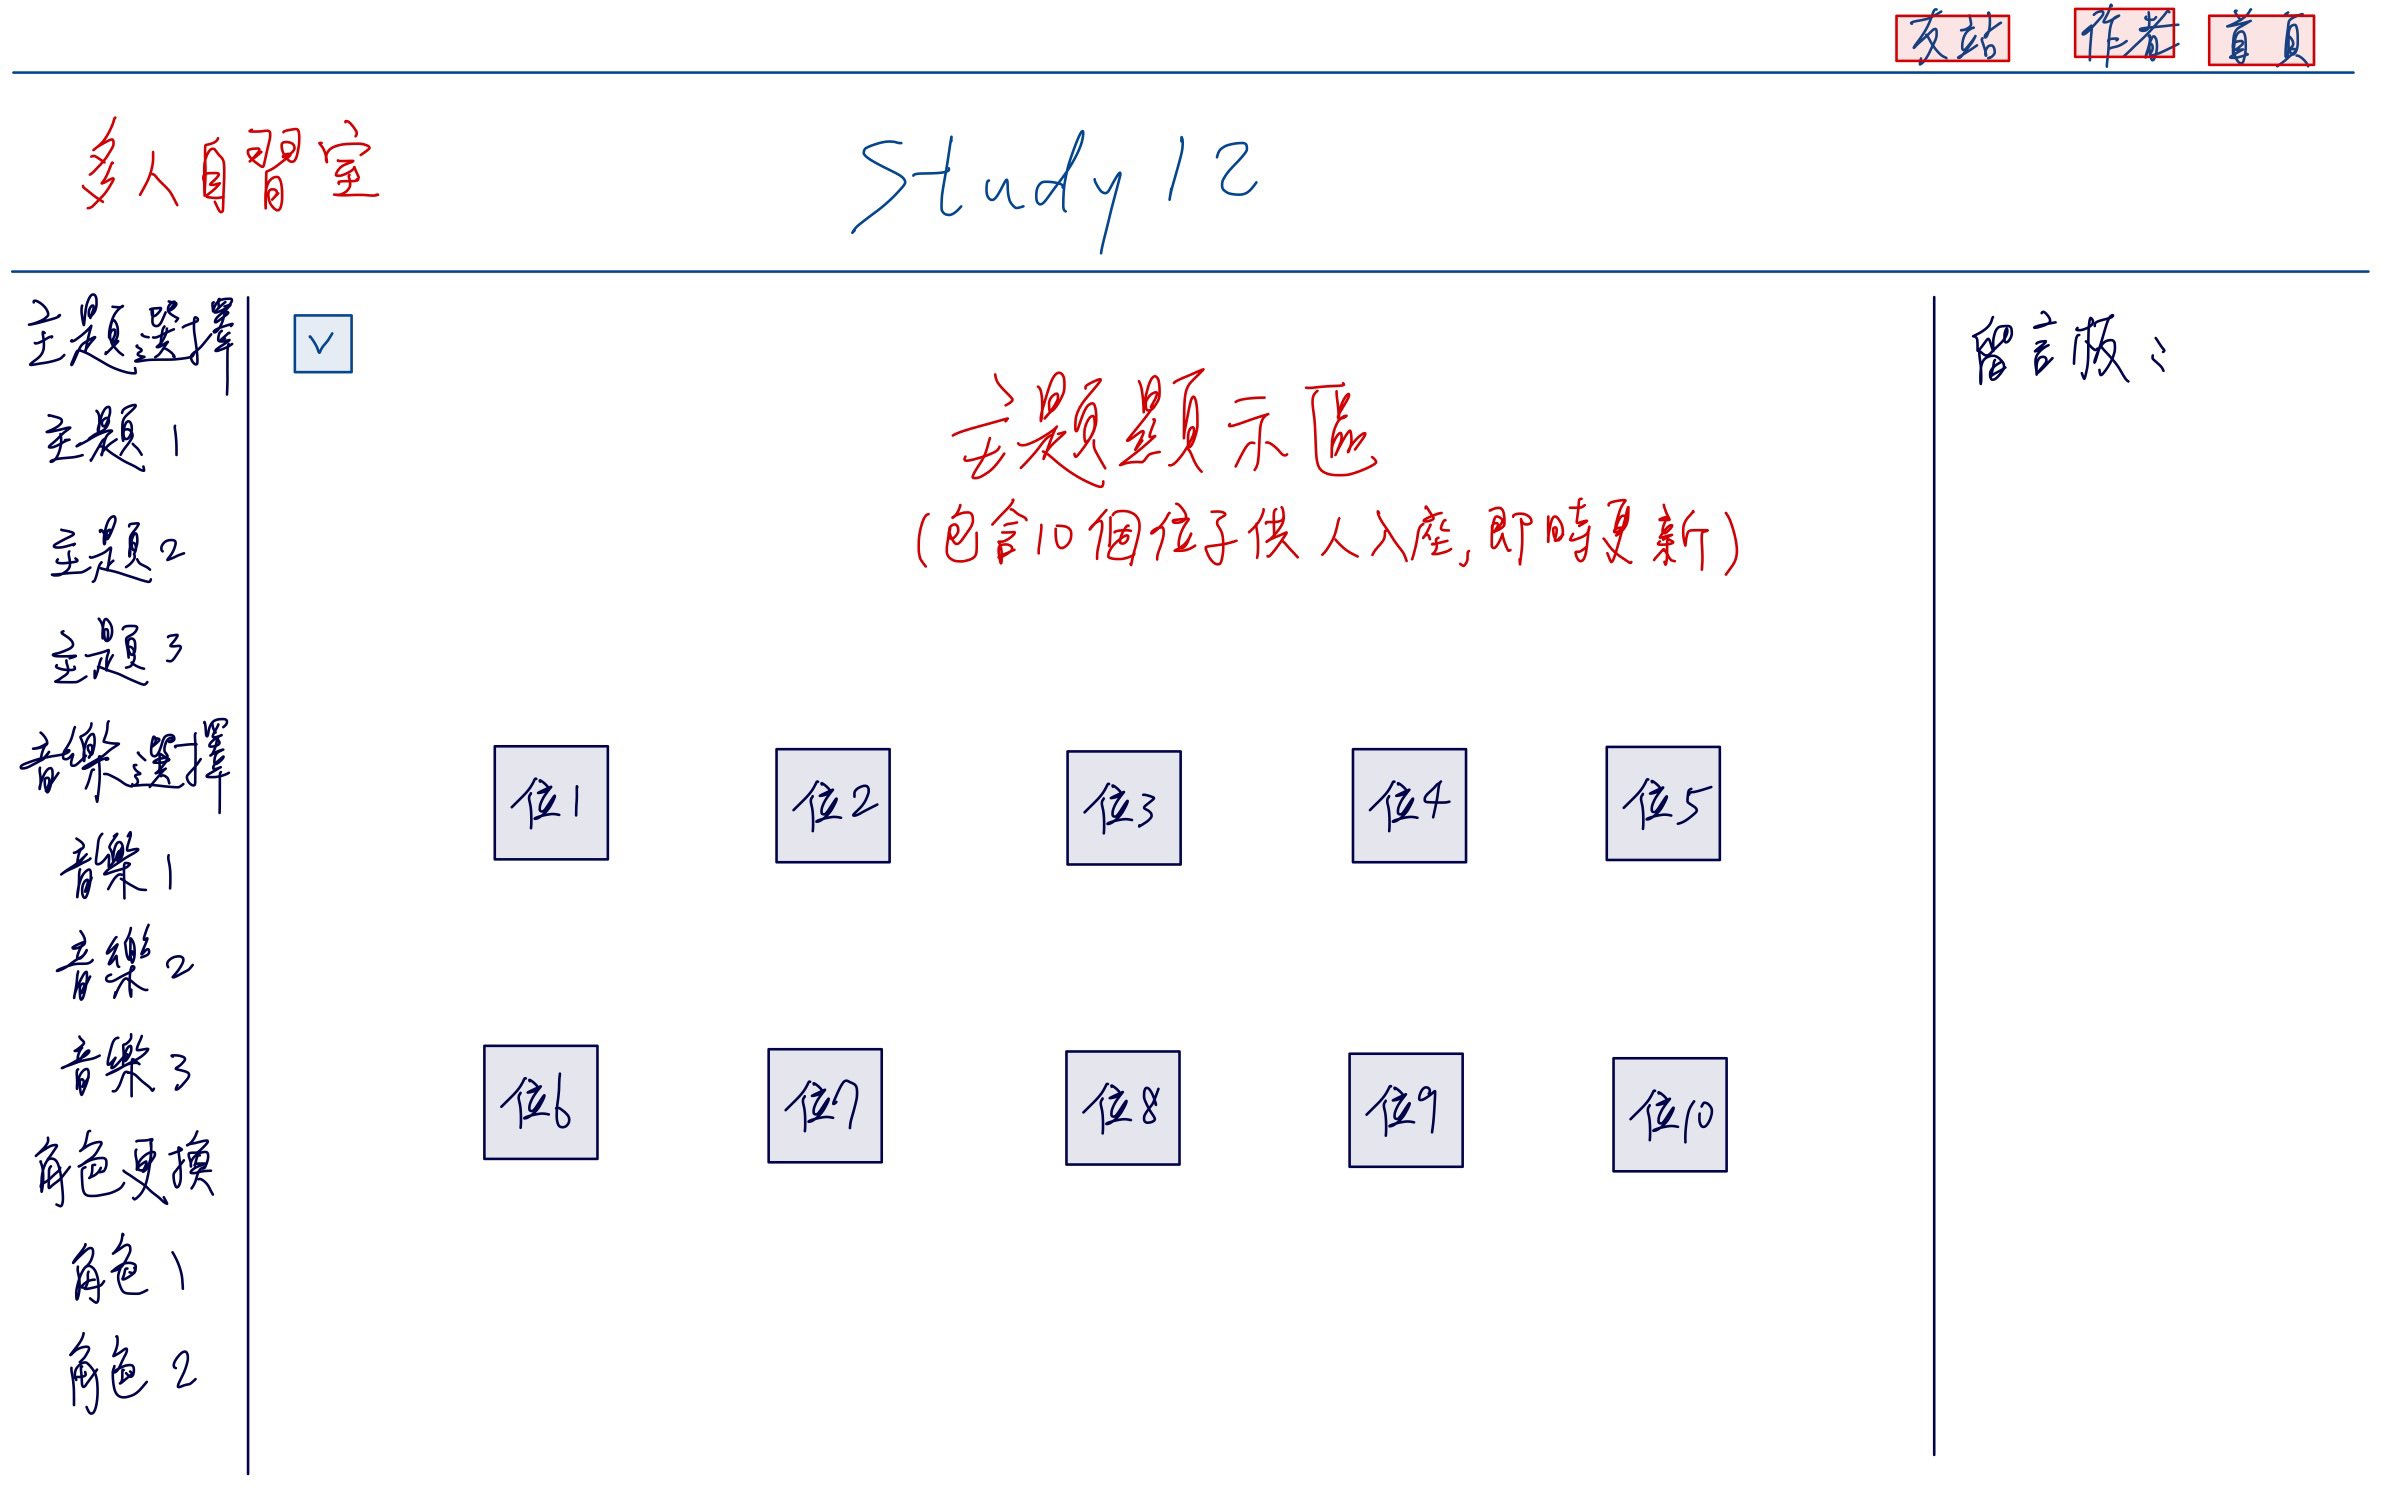 友站 作者 首頁
多人自習室 Study 12
主題選擇
主題1
主題2
主題3
音樂選擇
音樂1
音樂2
音樂3
角色更換
角色1
角色2
主題顯示區
(包含10個位子供人入座,即時更新)
位1 位2 位3 位4 位5
位6 位7 位8 位9 位10
留言板: